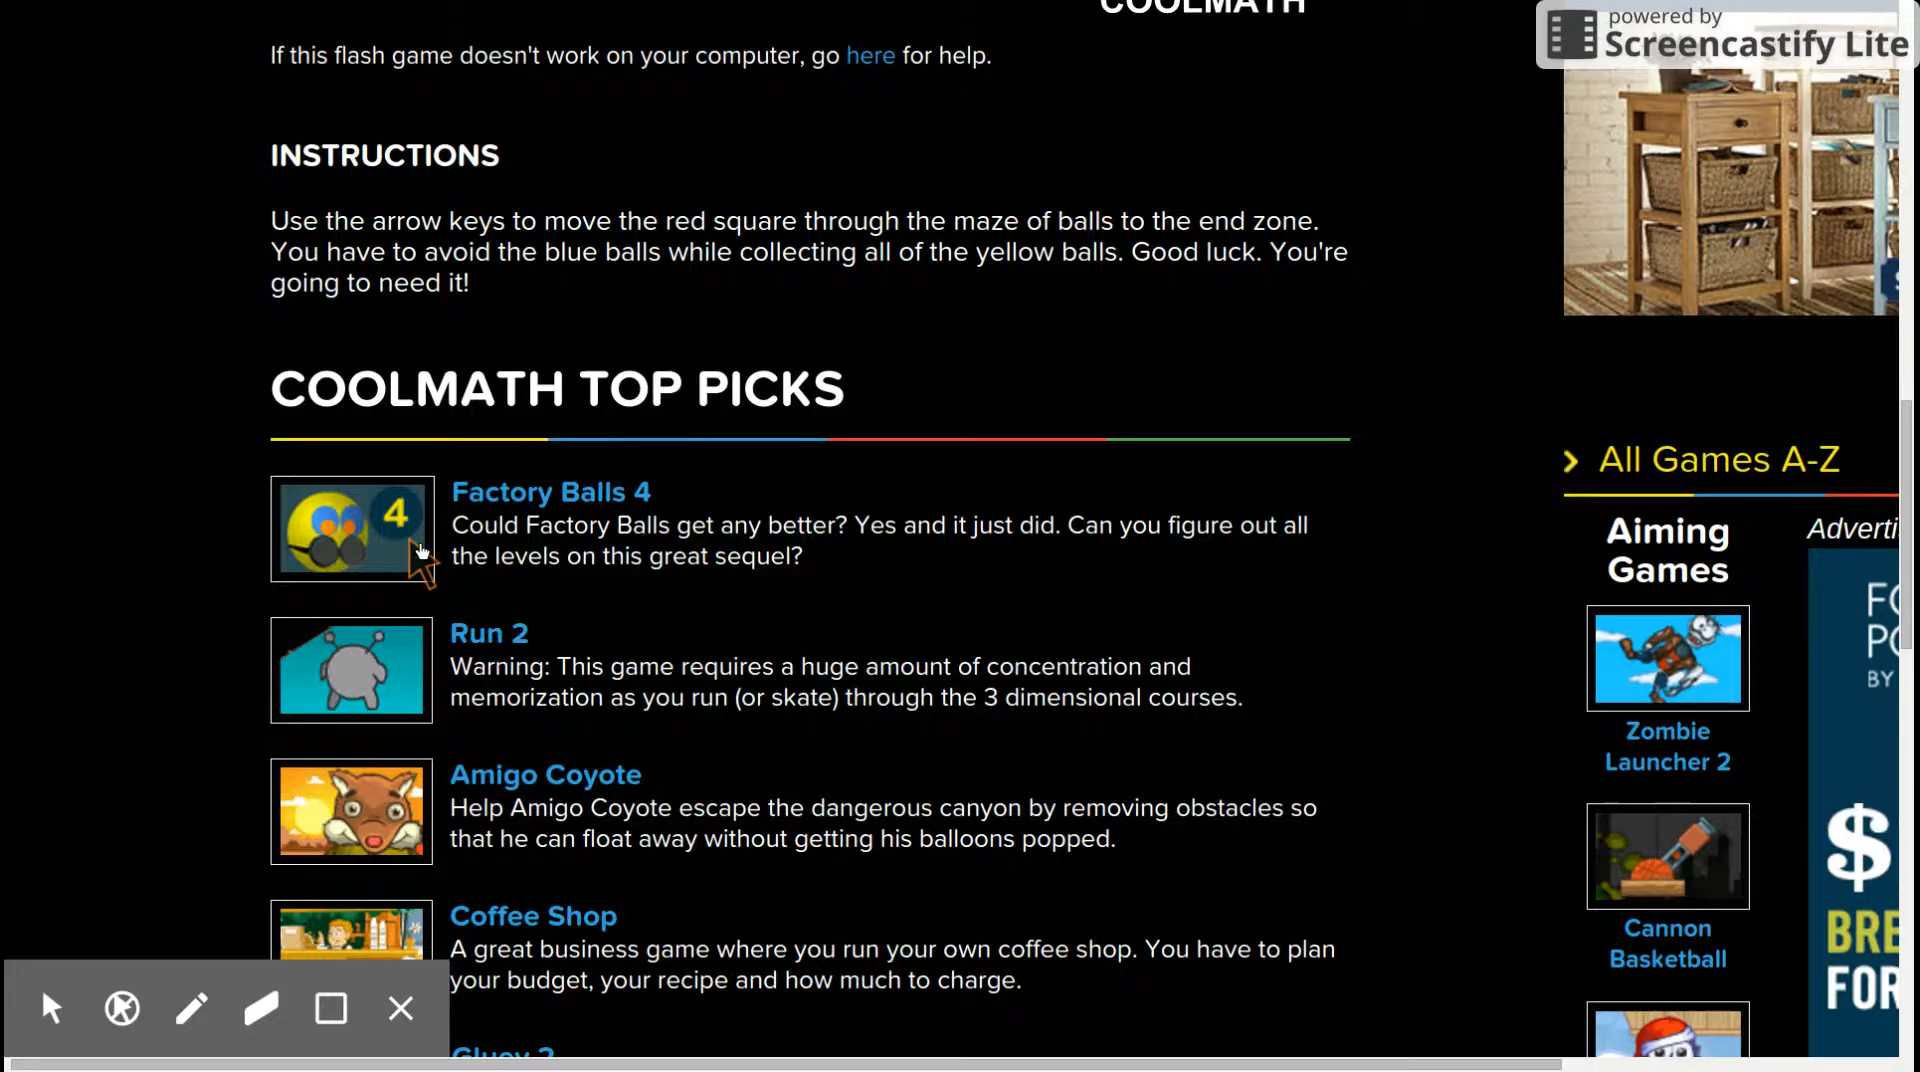 COOLMATH
powered by
Screencastify Lite
If this flash game doesn't work on your computer, go here for help.
INSTRUCTIONS
Use the arrow keys to move the red square through the maze of balls to the end zone.
You have to avoid the blue balls while collecting all of the yellow balls. Good luck. You're
going to need it!
COOLMATH TOP PICKS
4
Factory Balls 4
Could Factory Balls get any better? Yes and it just did. Can you figure out all
the levels on this great sequel?
Run 2
Warning: This game requires a huge amount of concentration and
memorization as you run (or skate) through the 3 dimensional courses.
Amigo Coyote
Help Amigo Coyote escape the dangerous canyon by removing obstacles so
that he can float away without getting his balloons popped.
Coffee Shop
A great business game where you run your own coffee shop. You have to plan
your budget, your recipe and how much to charge.
Gluey 2
All Games A-Z
Aiming
Games
Zombie
Launcher 2
Cannon
Basketball
Adverti
BY
$
BRE
FOR